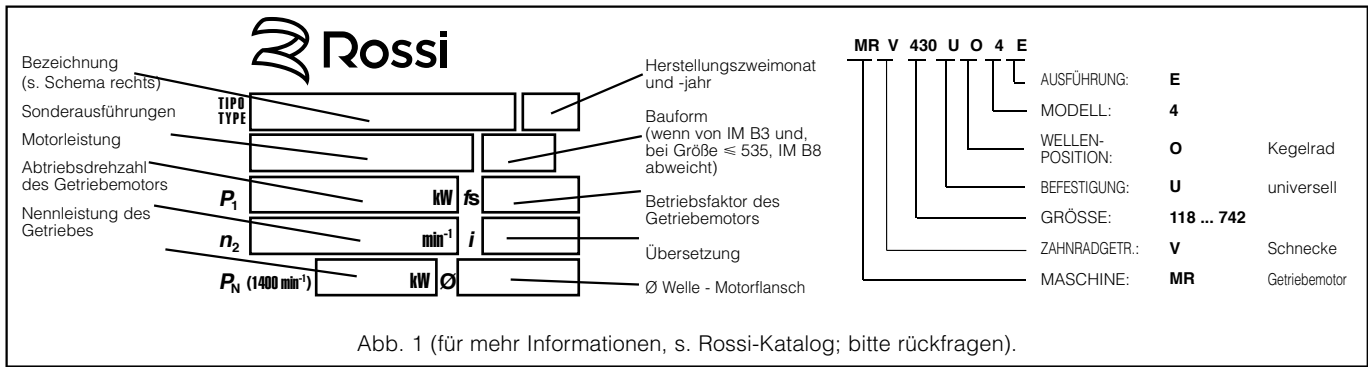 Rossi
Bezeichnung
(s. Schema rechts)
Sonderausführungen
Motorleistung
Abtriebsdrehzahl
des Getriebemotors
Nennleistung des
Getriebes
TIPO
TYPE
P1 kW fs
n2 min-1 i
PN (1400 min-1) kW Ø
Herstellungszweimonat
und -jahr
Bauform
(wenn von IM B3 und,
bei Größe ≤ 535, IM B8
abweicht)
Betriebsfaktor des
Getriebemotors
Übersetzung
Ø Welle - Motorflansch
MR V 430 U O 4 E
AUSFÜHRUNG: E
MODELL: 4
WELLEN-
POSITION: O Kegelrad
BEFESTIGUNG: U universell
GRÖSSE: 118 ... 742
ZAHNRADGETR.: V Schnecke
MASCHINE: MR Getriebemotor
Abb. 1 (für mehr Informationen, s. Rossi-Katalog; bitte rückfragen).